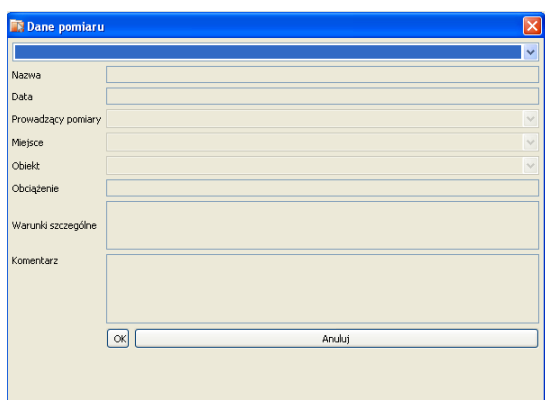 Dane pomiaru
Nazwa
Data
Prowadzący pomiary
Miejsce
Obiekt
Obciążenie
Warunki szczególne
Komentarz
OK Anuluj